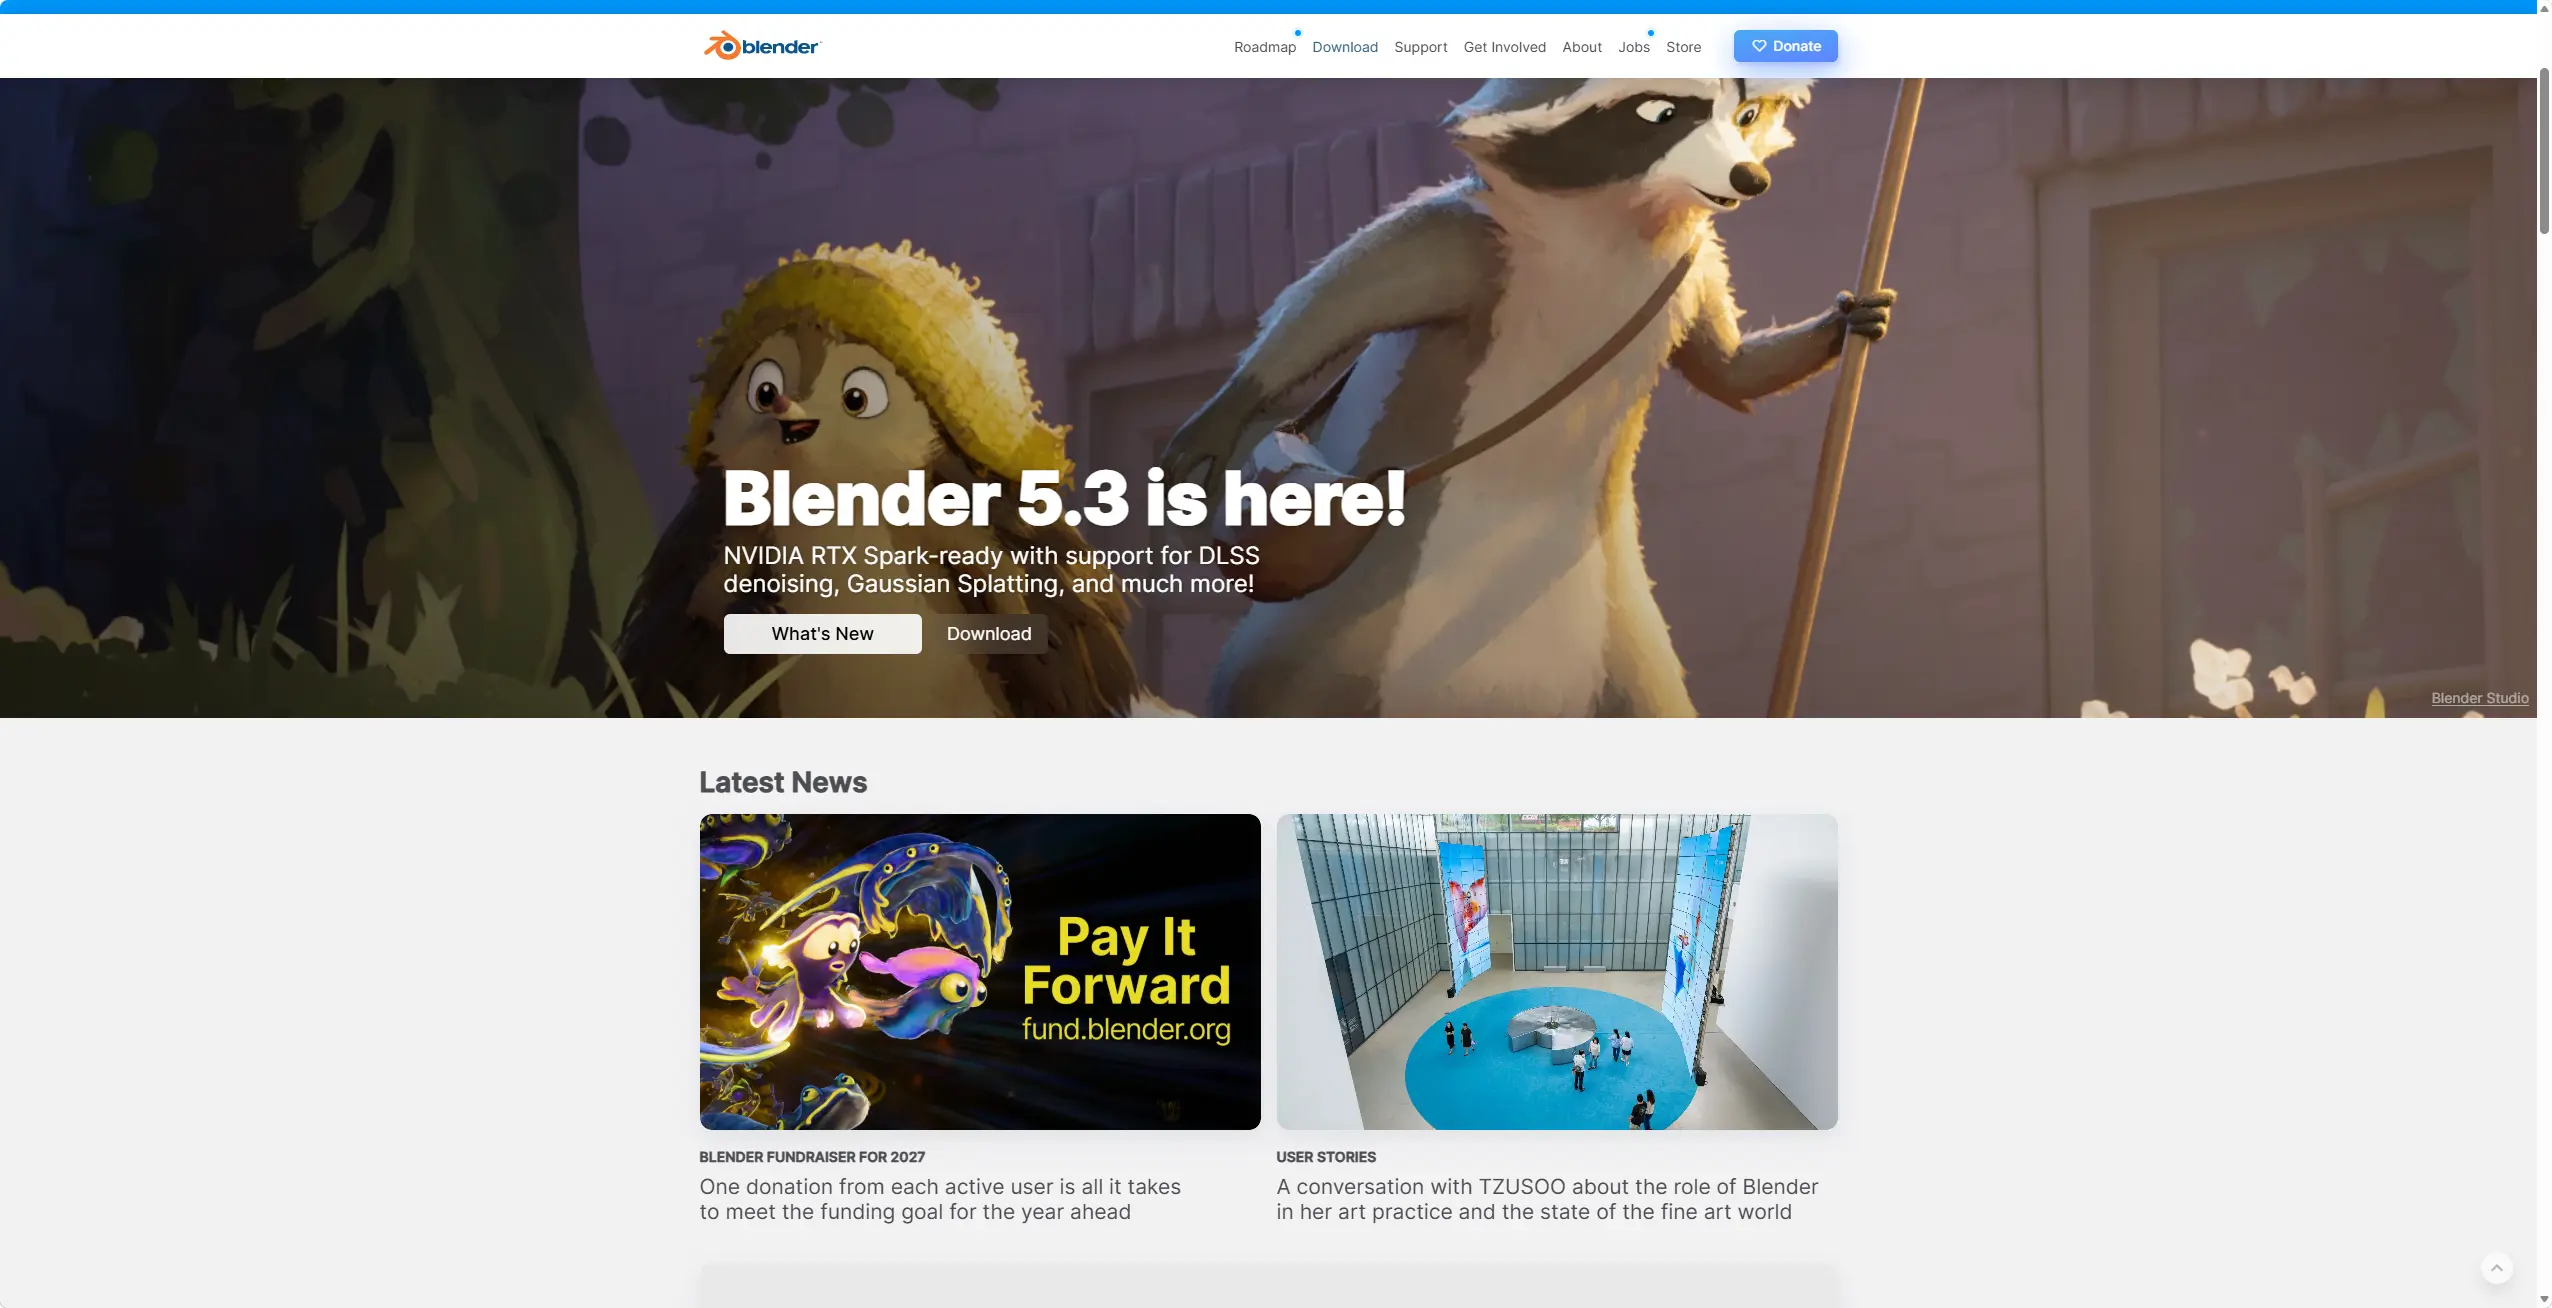 blender
Roadmap Download Support Get Involved About Jobs Store Donate
Blender 5.3 is here!
NVIDIA RTX Spark-ready with support for DLSS
denoising, Gaussian Splatting, and much more!
What's New Download
Blender Studio
Latest News
Pay It
Forward
fund.blender.org
BLENDER FUNDRAISER FOR 2027
One donation from each active user is all it takes
to meet the funding goal for the year ahead
USER STORIES
A conversation with TZUSOO about the role of Blender
in her art practice and the state of the fine art world